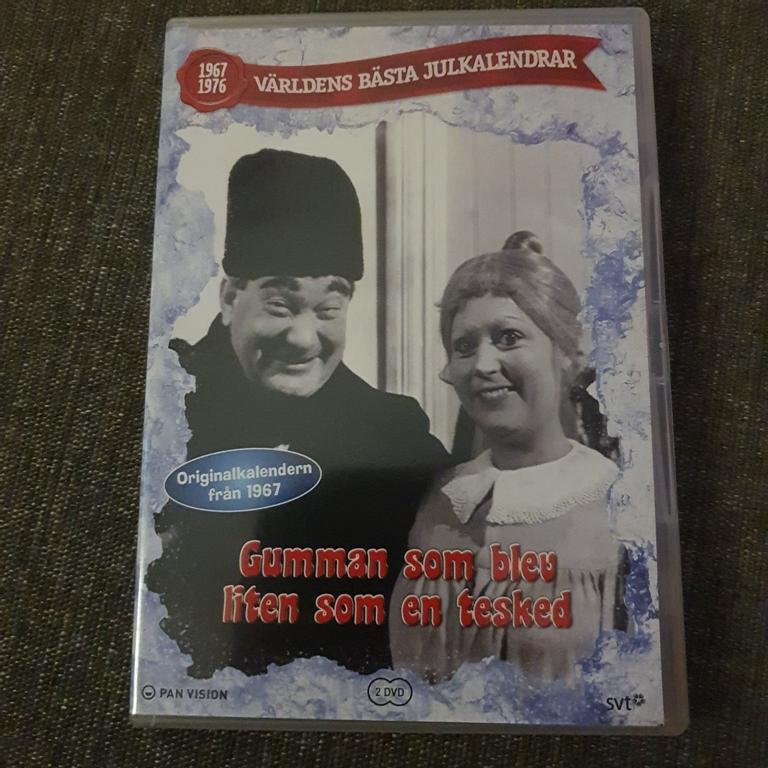 1967
1976
VÄRLDENS BÄSTA JULKALENDRAR
Originalkalendern
från 1967
Gumman som blev
liten som en tesked
PAN VISION
2 DVD
svt